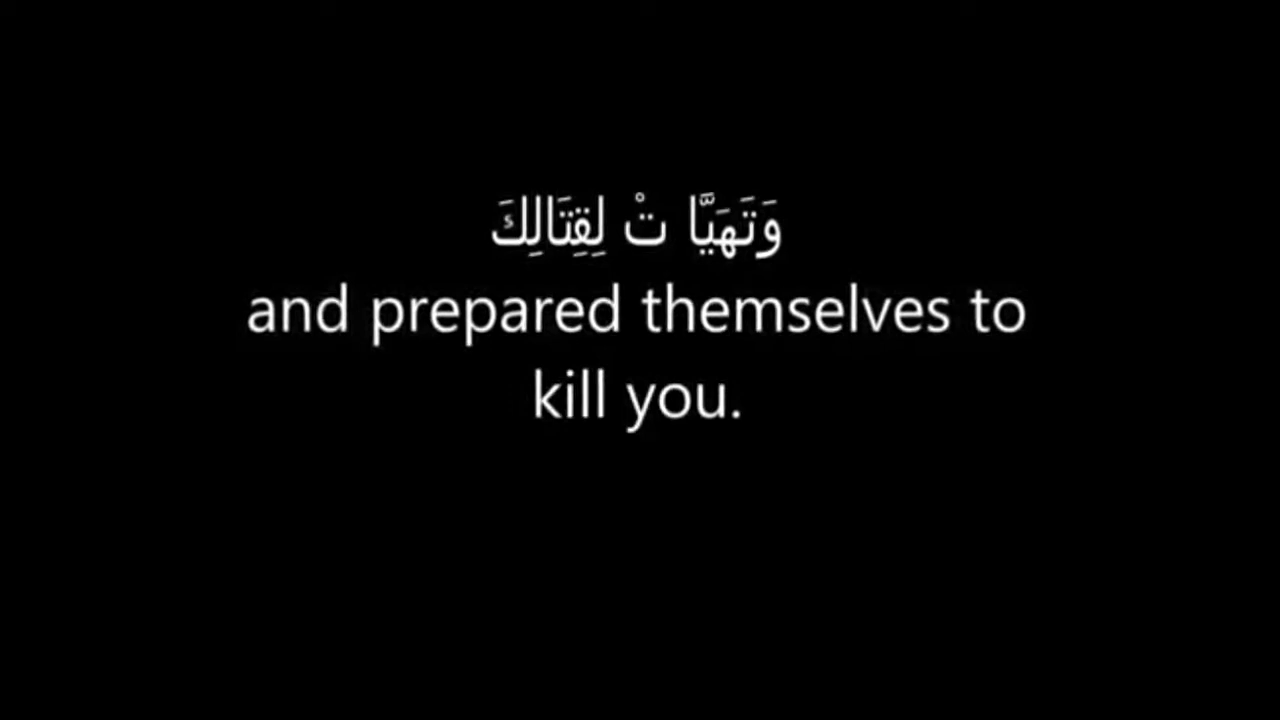 وَتَهَيَّا تْ لِقِتَالِكَ
and prepared themselves to
kill you.